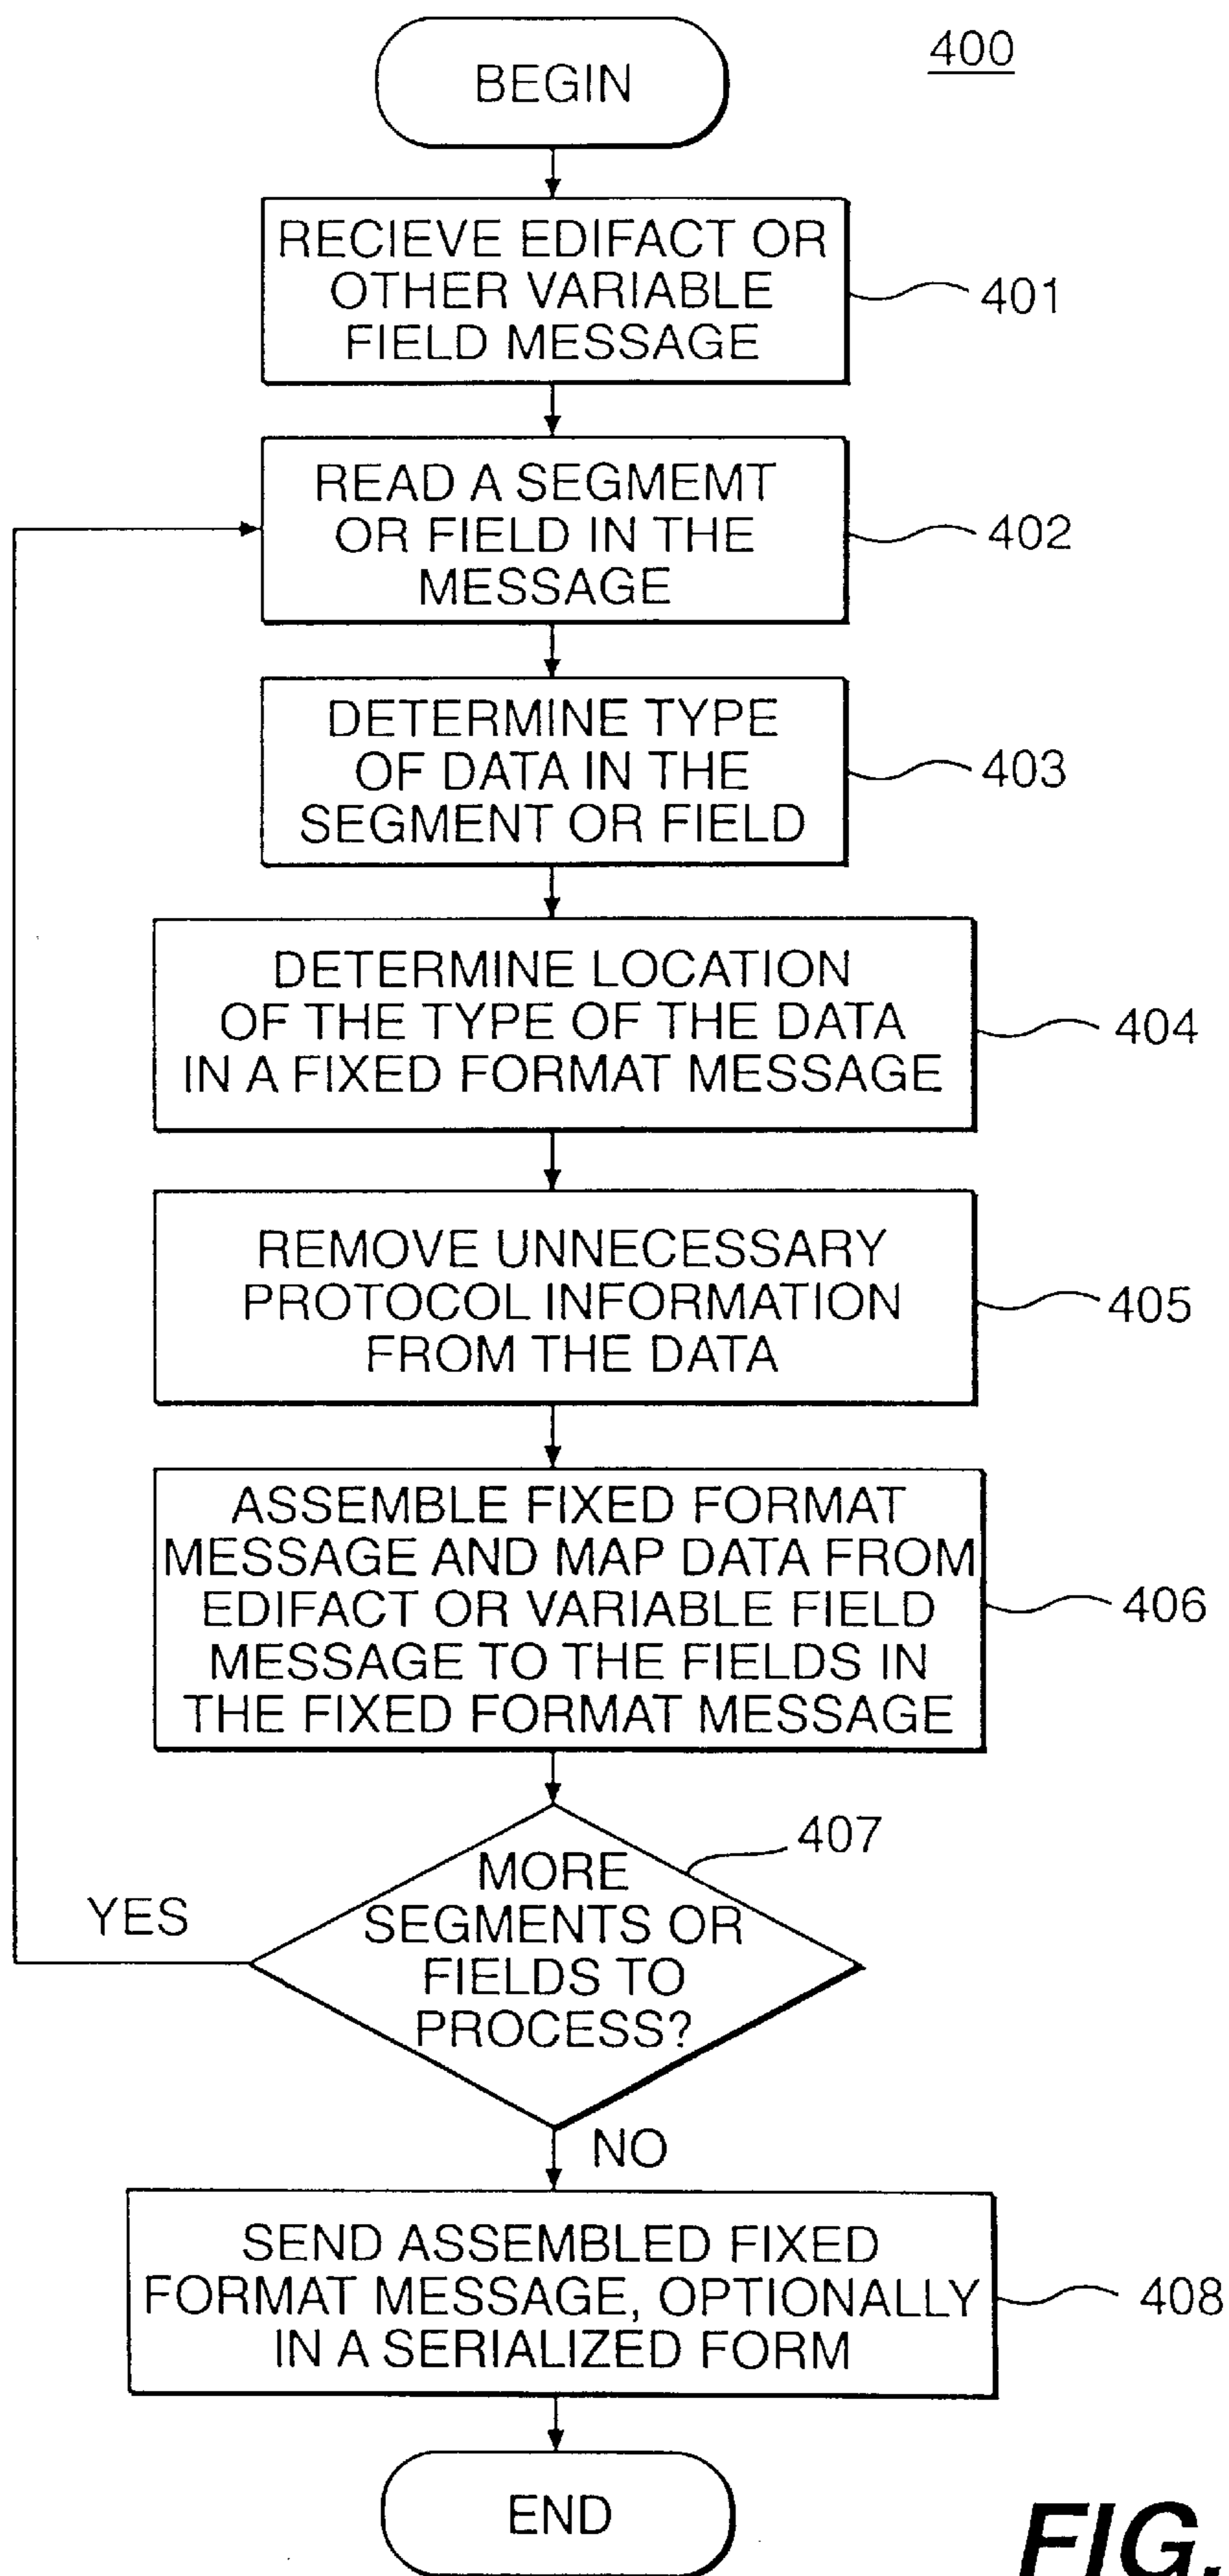 400
BEGIN
RECIEVE EDIFACT OR
OTHER VARIABLE
FIELD MESSAGE
401
READ A SEGMEMT
OR FIELD IN THE
MESSAGE
402
DETERMINE TYPE
OF DATA IN THE
SEGMENT OR FIELD
403
DETERMINE LOCATION
OF THE TYPE OF THE DATA
IN A FIXED FORMAT MESSAGE
404
REMOVE UNNECESSARY
PROTOCOL INFORMATION
FROM THE DATA
405
ASSEMBLE FIXED FORMAT
MESSAGE AND MAP DATA FROM
EDIFACT OR VARIABLE FIELD
MESSAGE TO THE FIELDS IN
THE FIXED FORMAT MESSAGE
406
407
MORE
SEGMENTS OR
FIELDS TO
PROCESS?
YES
NO
SEND ASSEMBLED FIXED
FORMAT MESSAGE, OPTIONALLY
IN A SERIALIZED FORM
408
END
FIG.